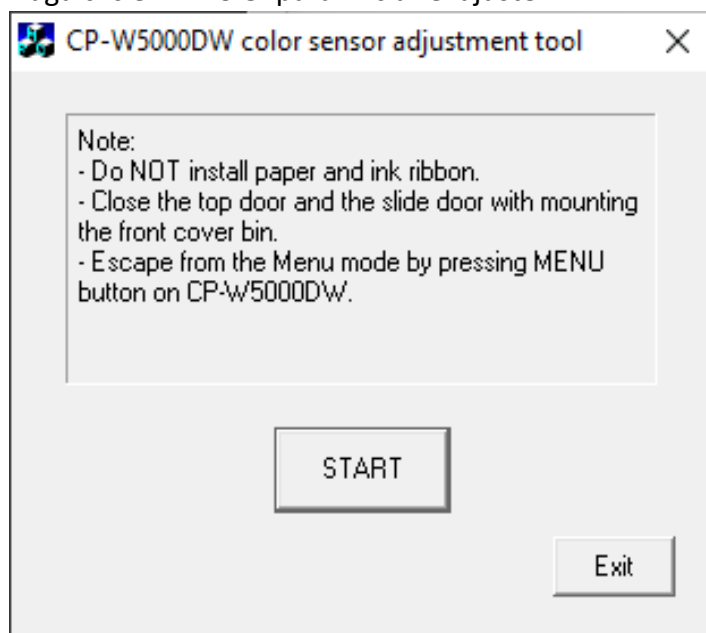 CP-W5000DW color sensor adjustment tool
Note:
- Do NOT install paper and ink ribbon.
- Close the top door and the slide door with mounting
the front cover bin.
- Escape from the Menu mode by pressing MENU
button on CP-W5000DW.
START
Exit